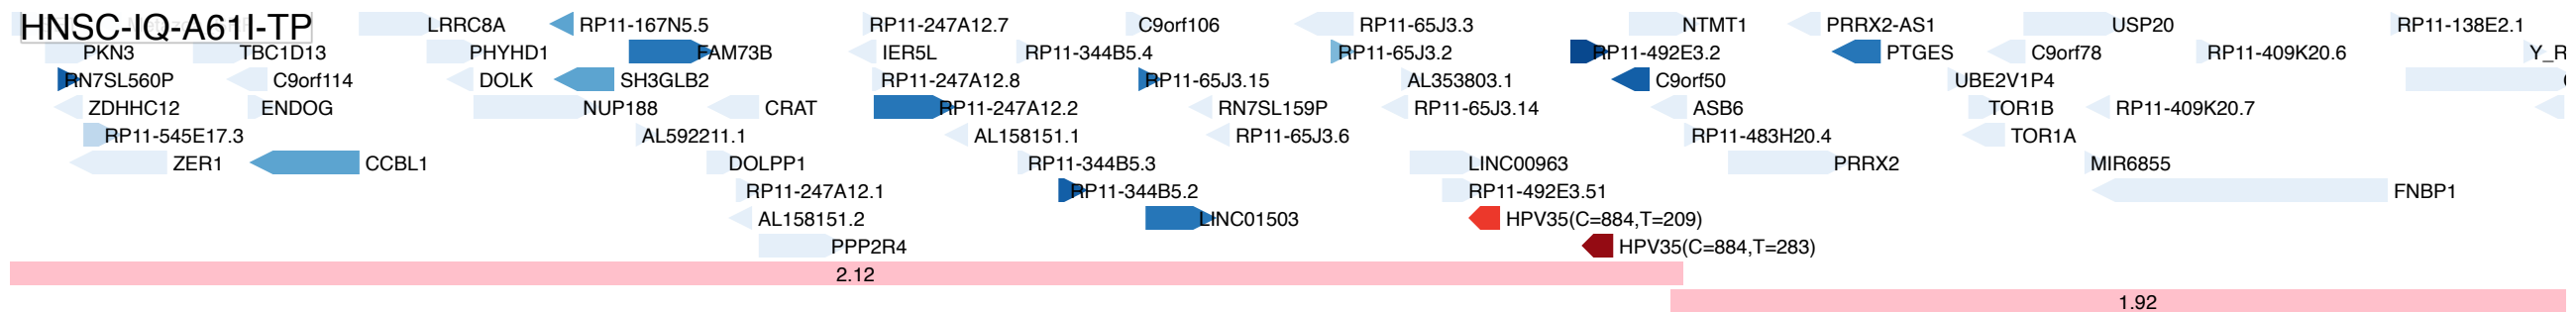 HNSC-IQ-A61I-TP LRRC8A RP11-167N5.5 RP11-247A12.7 C9orf106 RP11-65J3.3 NTMT1 PRRX2-AS1 USP20 RP11-138E2.1
PKN3 TBC1D13 PHYHD1 FAM73B IER5L RP11-344B5.4 RP11-65J3.2 RP11-492E3.2 PTGES C9orf78 RP11-409K20.6 Y_R
RN7SL560P C9orf114 DOLK SH3GLB2 RP11-247A12.8 RP11-65J3.15 AL353803.1 C9orf50 UBE2V1P4
ZDHHC12 ENDOG NUP188 CRAT RP11-247A12.2 RN7SL159P RP11-65J3.14 ASB6 TOR1B RP11-409K20.7
RP11-545E17.3 AL592211.1 AL158151.1 RP11-65J3.6 RP11-483H20.4 TOR1A
ZER1 CCBL1 DOLPP1 RP11-344B5.3 LINC00963 PRRX2 MIR6855
RP11-247A12.1 RP11-344B5.2 RP11-492E3.51 FNBP1
AL158151.2 LINC01503 HPV35(C=884,T=209)
PPP2R4 HPV35(C=884,T=283)
2.12
1.92